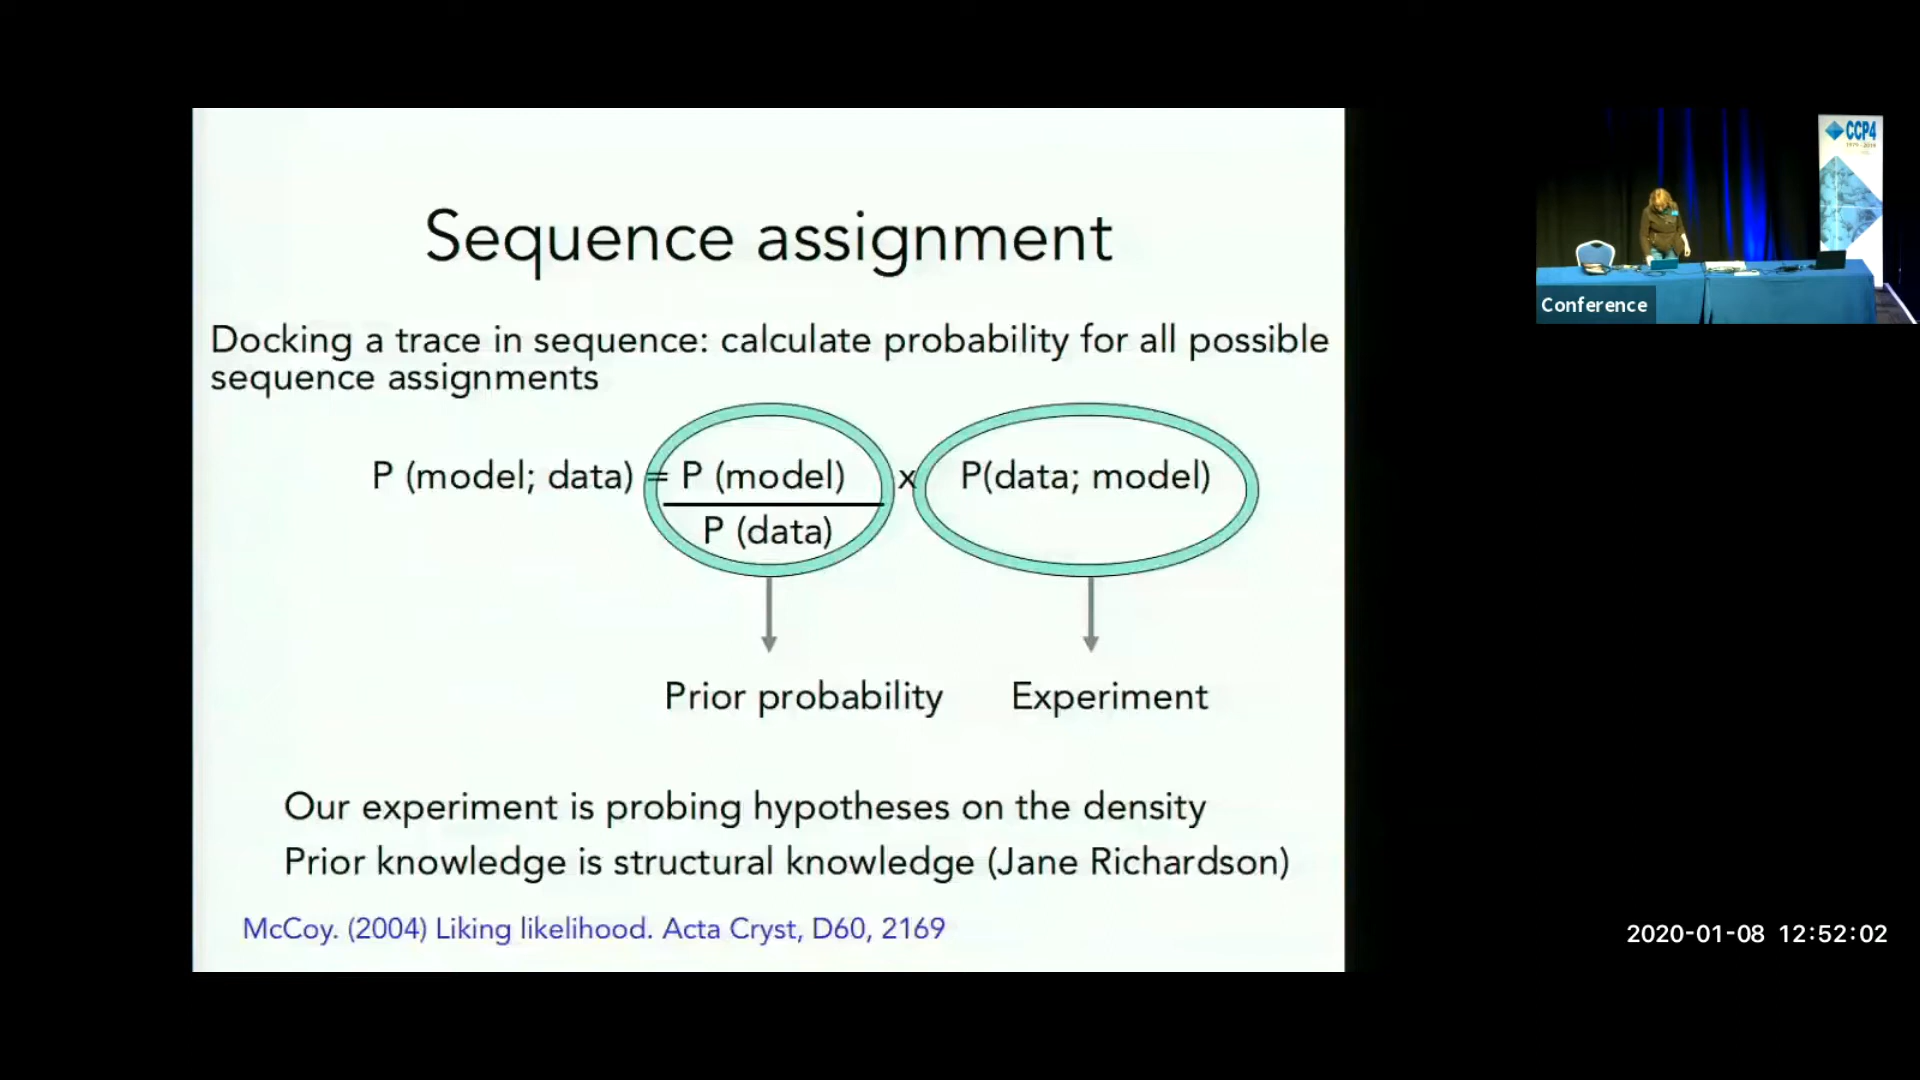 Sequence assignment
Docking a trace in sequence: calculate probability for all possible
sequence assignments
P (model; data) = P (model) x P(data; model)
P (data)
Prior probability Experiment
Our experiment is probing hypotheses on the density
Prior knowledge is structural knowledge (Jane Richardson)
McCoy. (2004) Liking likelihood. Acta Cryst, D60, 2169
CCP4
Conference
2020-01-08 12:52:02